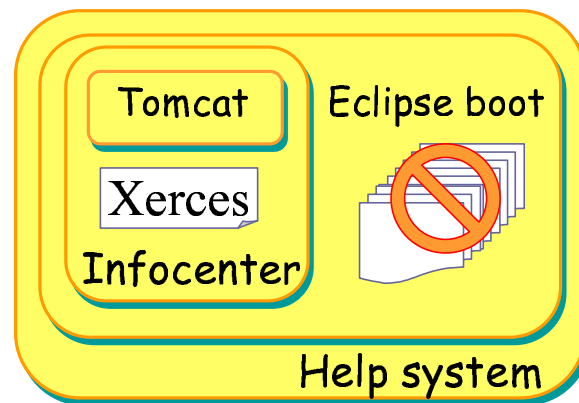 Tomcat
Eclipse boot
Xerces
Infocenter
Help system